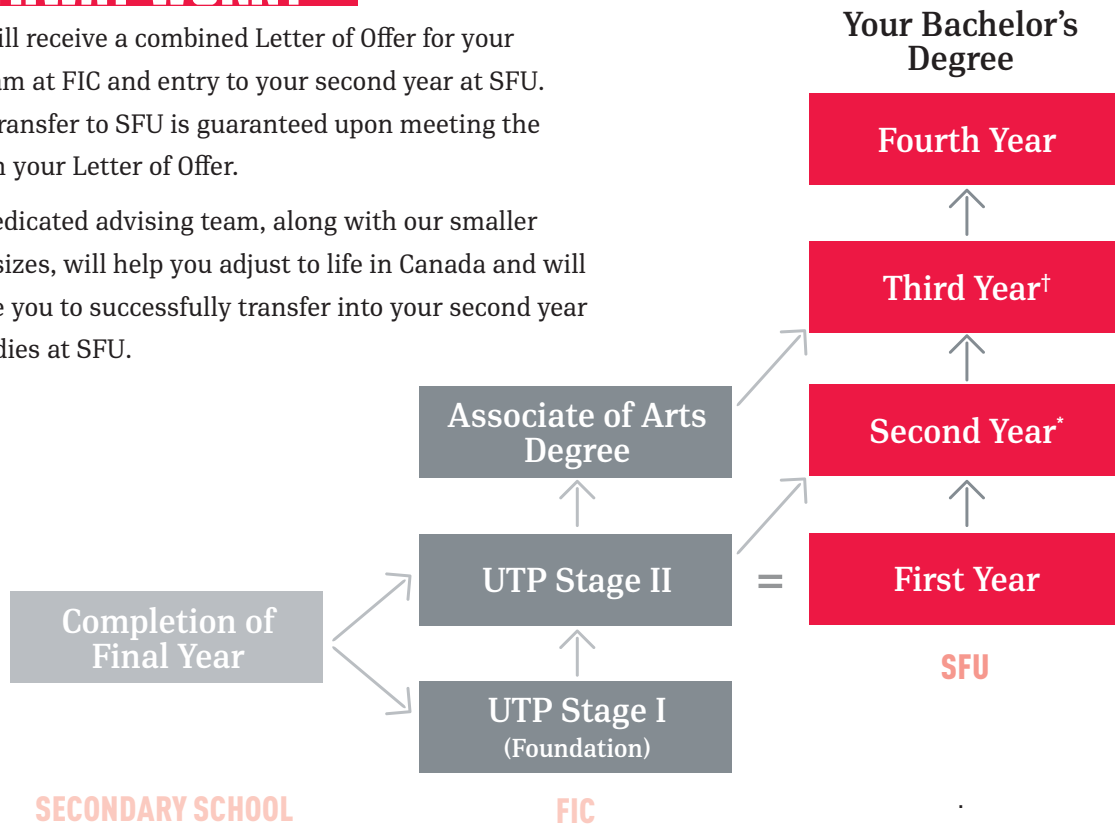 ill receive a combined Letter of Offer for your
m at FIC and entry to your second year at SFU.
ransfer to SFU is guaranteed upon meeting the
your Letter of Offer.
edicated advising team, along with our smaller
sizes, will help you adjust to life in Canada and will
e you to successfully transfer into your second year
dies at SFU.
Your Bachelor's
Degree
Fourth Year
Third Year†
Associate of Arts
Degree
Second Year*
UTP Stage II
=
First Year
Completion of
Final Year
SFU
UTP Stage I
(Foundation)
SECONDARY SCHOOL
FIC